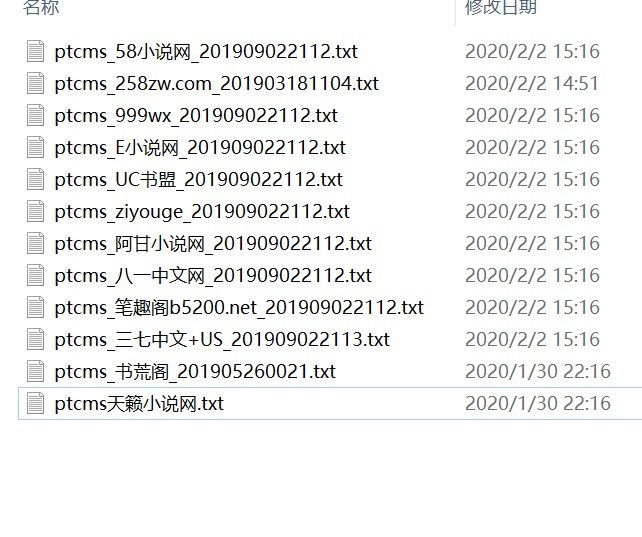 名称 修改日期
ptcms_58小说网_201909022112.txt 2020/2/2 15:16
ptcms_258zw.com_201903181104.txt 2020/2/2 14:51
ptcms_999wx_201909022112.txt 2020/2/2 15:16
ptcms_E小说网_201909022112.txt 2020/2/2 15:16
ptcms_UC书盟_201909022112.txt 2020/2/2 15:16
ptcms_ziyouge_201909022112.txt 2020/2/2 15:16
ptcms_阿甘小说网_201909022112.txt 2020/2/2 15:16
ptcms_八一中文网_201909022112.txt 2020/2/2 15:16
ptcms_笔趣阁b5200.net_201909022112.txt 2020/2/2 15:16
ptcms_三七中文+US_201909022113.txt 2020/2/2 15:16
ptcms_书荒阁_201905260021.txt 2020/1/30 22:16
ptcms天籁小说网.txt 2020/1/30 22:16